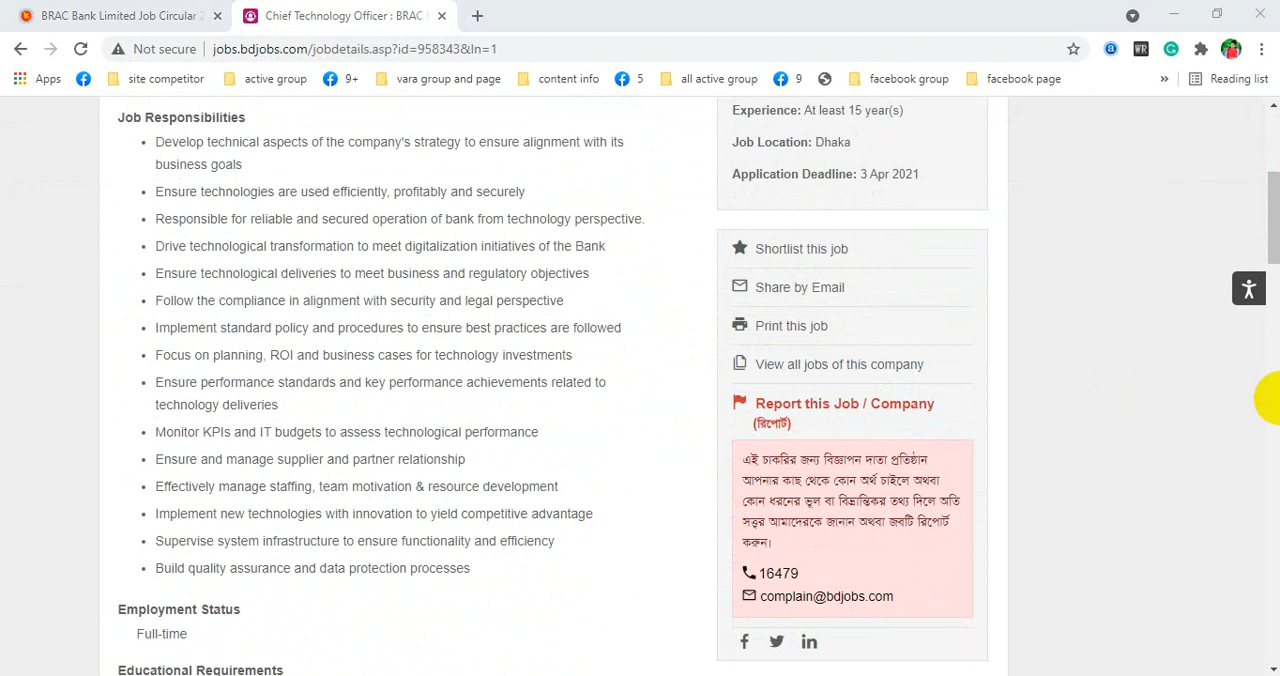 BRAC Bank Limited Job Circular 2
Chief Technology Officer : BRAC B
Not secure
jobs.bdjobs.com/jobdetails.asp?id=958343&ln=1
Apps
site competitor
active group
9+
vara group and page
content info
5
all active group
9
facebook group
facebook page
»
Reading list
Job Responsibilities
• Develop technical aspects of the company's strategy to ensure alignment with its
business goals
• Ensure technologies are used efficiently, profitably and securely
• Responsible for reliable and secured operation of bank from technology perspective.
• Drive technological transformation to meet digitalization initiatives of the Bank
• Ensure technological deliveries to meet business and regulatory objectives
• Follow the compliance in alignment with security and legal perspective
• Implement standard policy and procedures to ensure best practices are followed
• Focus on planning, ROI and business cases for technology investments
• Ensure performance standards and key performance achievements related to
technology deliveries
• Monitor KPIs and IT budgets to assess technological performance
• Ensure and manage supplier and partner relationship
• Effectively manage staffing, team motivation & resource development
• Implement new technologies with innovation to yield competitive advantage
• Supervise system infrastructure to ensure functionality and efficiency
• Build quality assurance and data protection processes
Employment Status
Full-time
Educational Requirements
Experience: At least 15 year(s)
Job Location: Dhaka
Application Deadline: 3 Apr 2021
Shortlist this job
Share by Email
Print this job
View all jobs of this company
Report this Job / Company
(রিপোর্ট)
এই চাকরির জন্য বিজ্ঞাপন দাতা প্রতিষ্ঠান
আপনার কাছ থেকে কোন অর্থ চাইলে অথবা
কোন ধরনের ভুল বা বিভ্রান্তিকর তথ্য দিলে অতি
সত্ত্বর আমাদেরকে জানান অথবা জবটি রিপোর্ট
করুন।
16479
complain@bdjobs.com